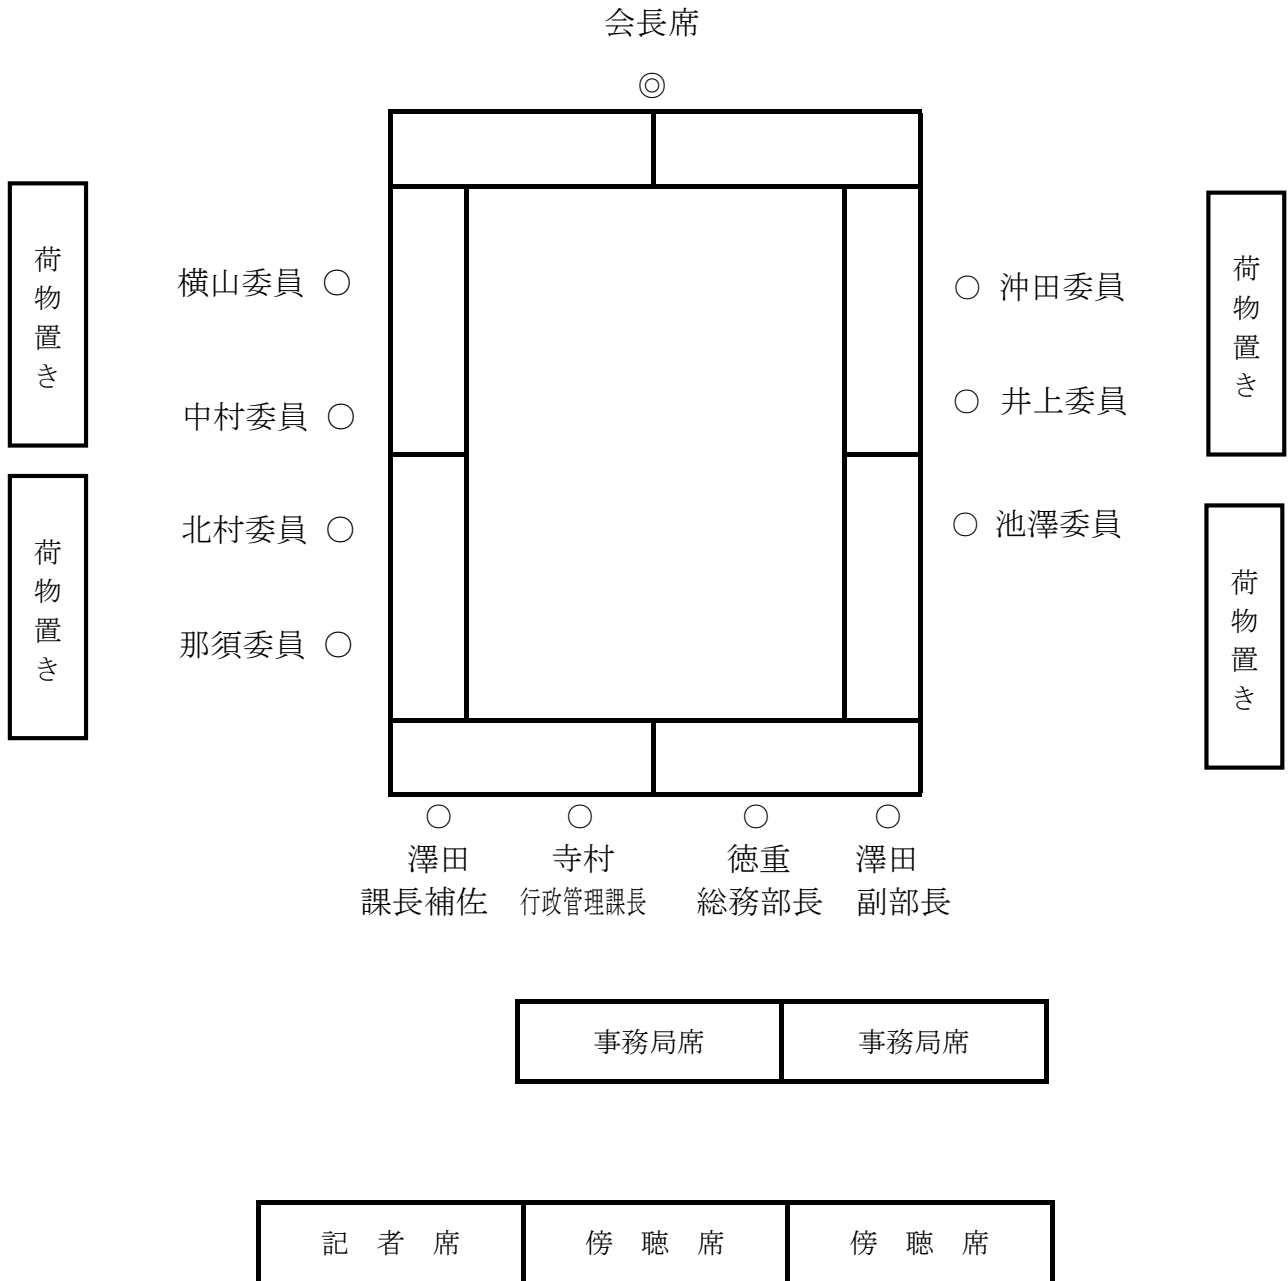 会長席
◎
荷物置き
荷物置き
横山委員 ○
○ 沖田委員
中村委員 ○
○ 井上委員
北村委員 ○
○ 池澤委員
荷物置き
荷物置き
那須委員 ○
○ ○ ○ ○
澤田 寺村 徳重 澤田
課長補佐 行政管理課長 総務部長 副部長
事務局席 事務局席
記 者 席 傍 聴 席 傍 聴 席